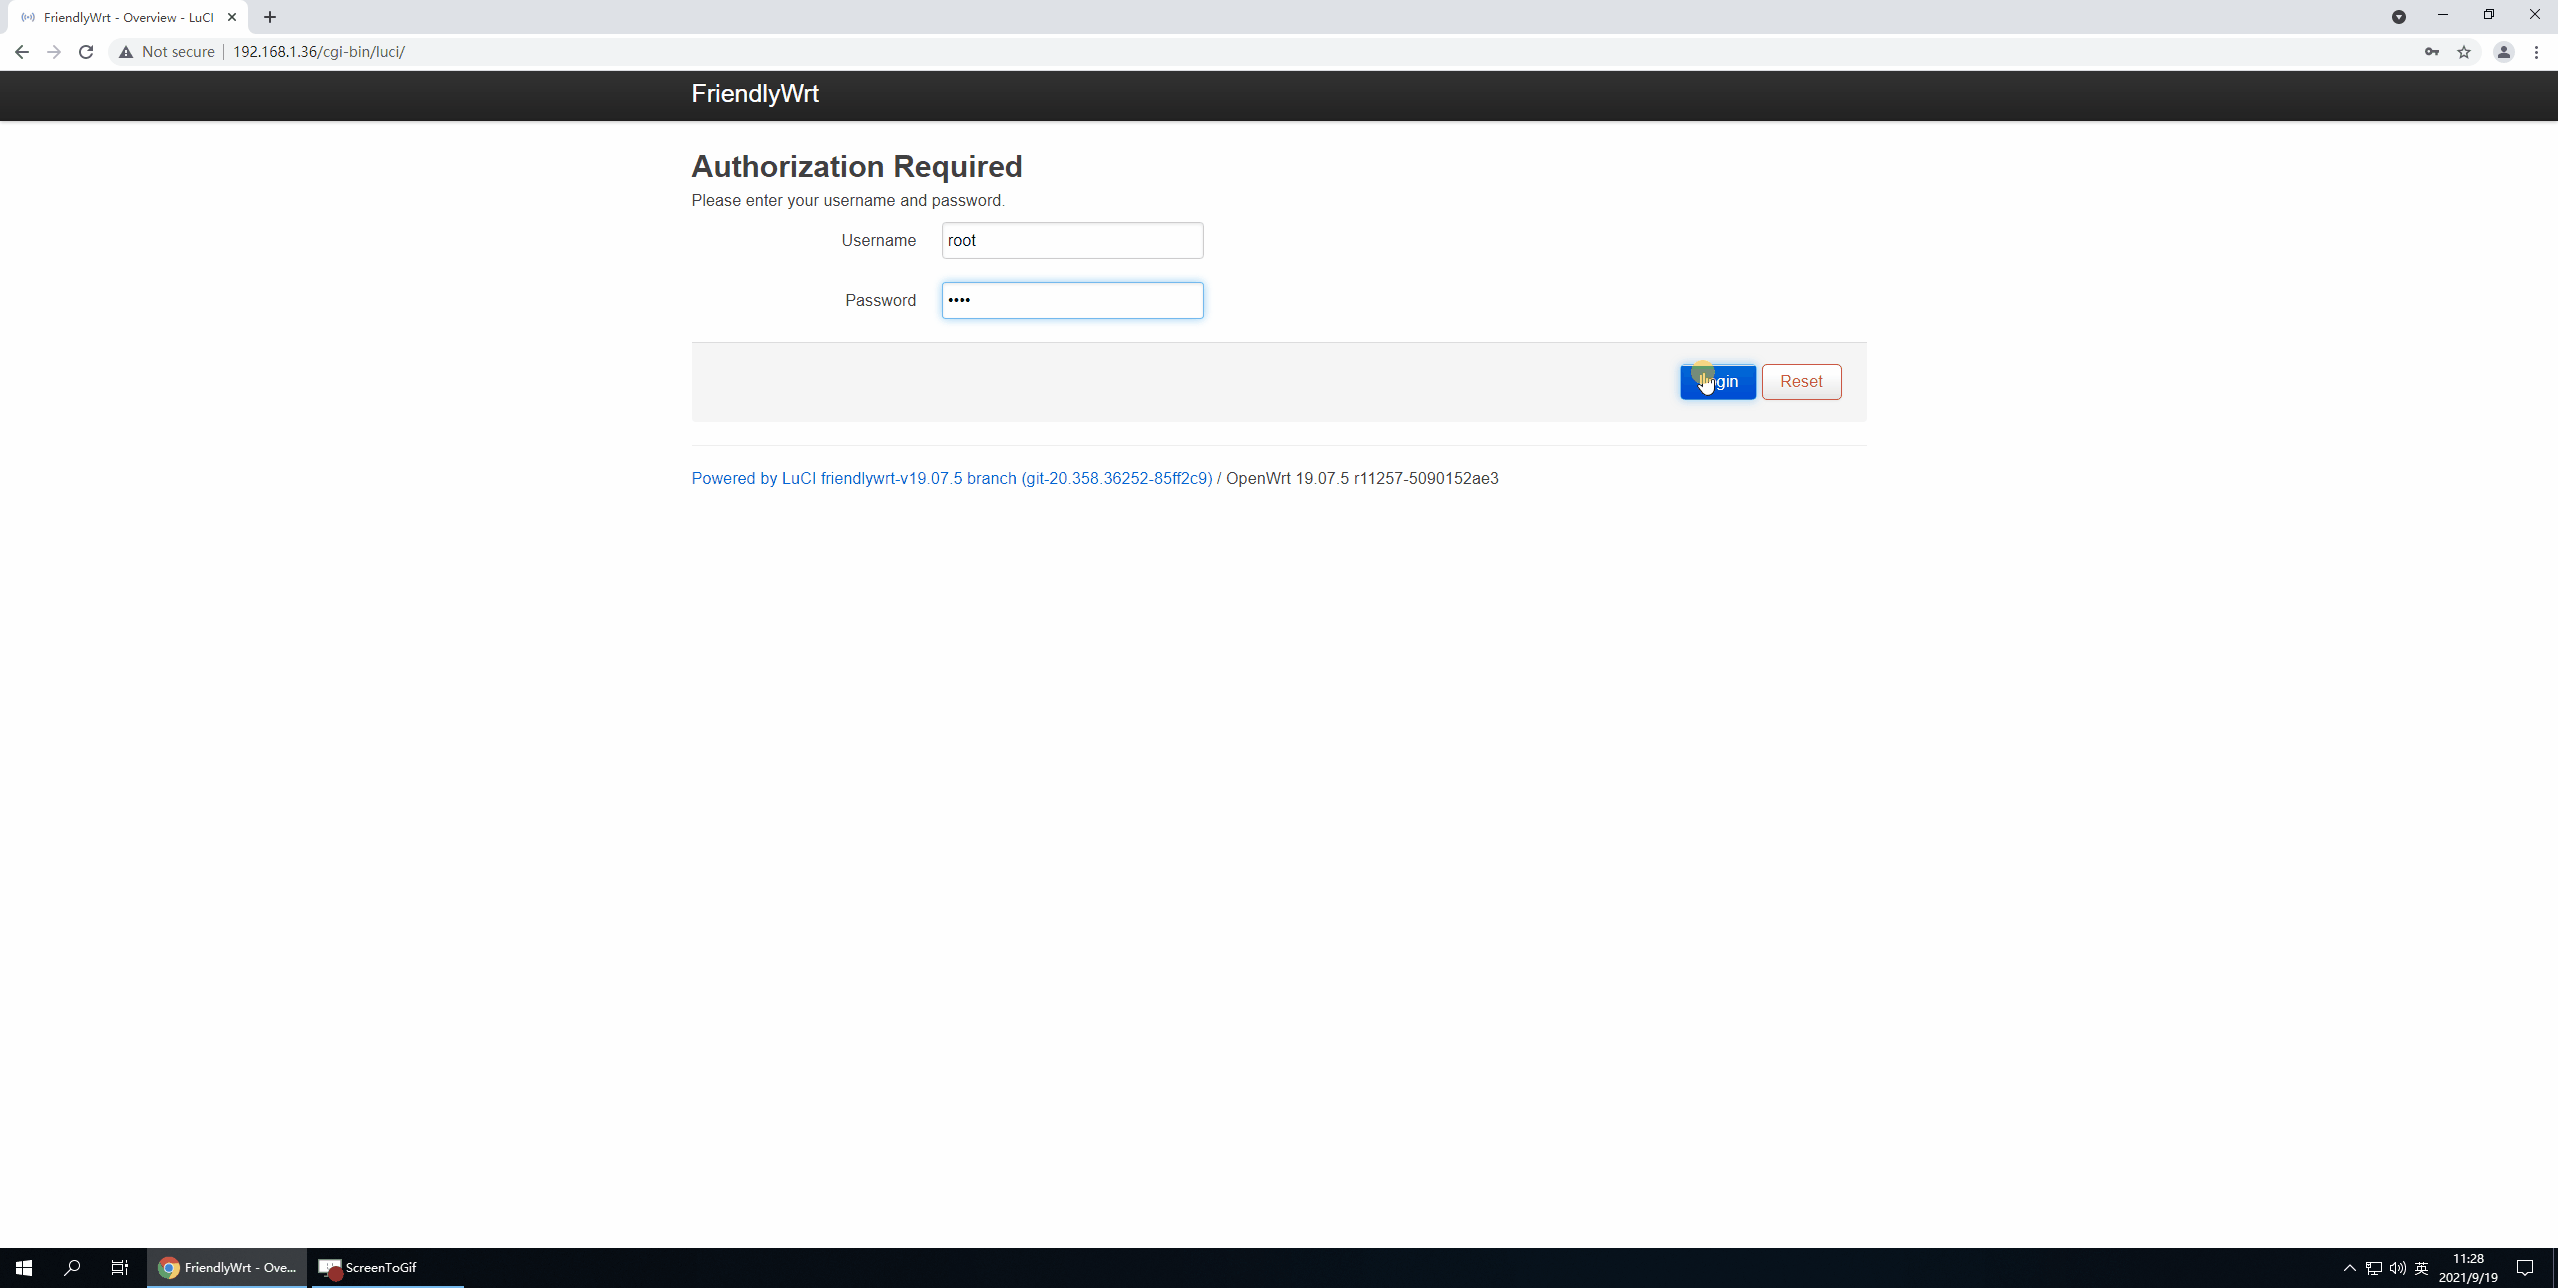 FriendlyWrt - Overview - LuCI
Not secure 192.168.1.36/cgi-bin/luci/
FriendlyWrt
Authorization Required
Please enter your username and password.
Username root
Password ••••
Login Reset
Powered by LuCI friendlywrt-v19.07.5 branch (git-20.358.36252-85ff2c9) / OpenWrt 19.07.5 r11257-5090152ae3
FriendlyWrt - Ove...
ScreenToGif
英
11:28
2021/9/19